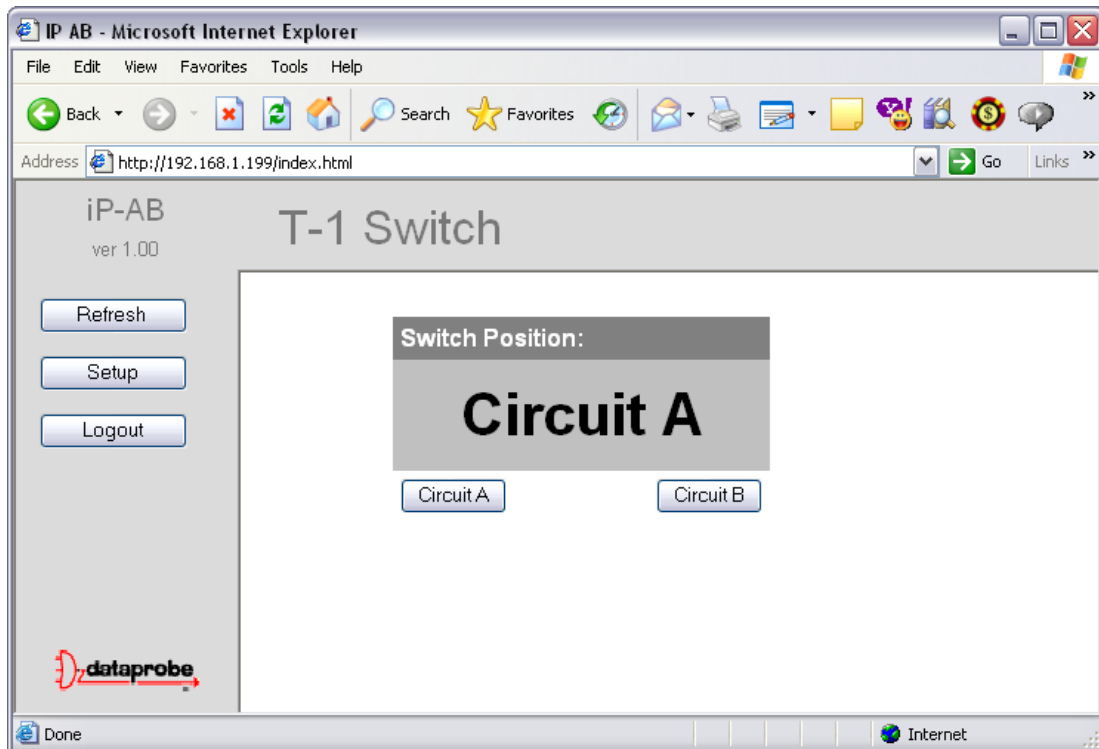 IP AB - Microsoft Internet Explorer
File Edit View Favorites Tools Help
Back Search Favorites »
Address http://192.168.1.199/index.html Go Links »
iP-AB
ver 1.00
T-1 Switch
Refresh
Setup
Logout
Switch Position:
Circuit A
Circuit A Circuit B
dataprobe
Done Internet